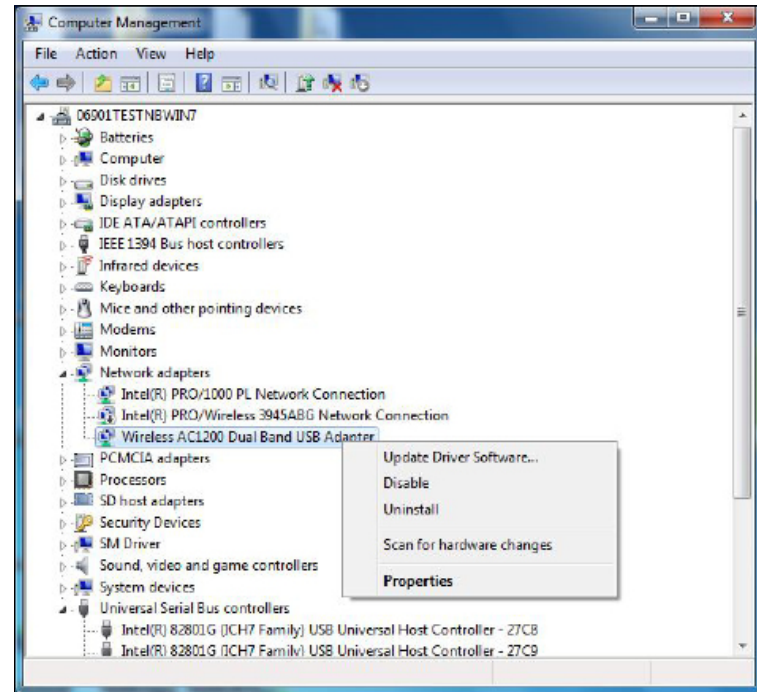 Computer Management
File Action View Help
06901TESTNBWIN7
Batteries
Computer
Disk drives
Display adapters
IDE ATA/ATAPI controllers
IEEE 1394 Bus host controllers
Infrared devices
Keyboards
Mice and other pointing devices
Modems
Monitors
Network adapters
Intel(R) PRO/1000 PL Network Connection
Intel(R) PRO/Wireless 3945ABG Network Connection
Wireless AC1200 Dual Band USB Adapter
PCMCIA adapters
Processors
SD host adapters
Security Devices
SM Driver
Sound, video and game controllers
System devices
Universal Serial Bus controllers
Intel(R) 82801G (ICH7 Family) USB Universal Host Controller - 27C8
Intel(R) 82801G (ICH7 Family) USB Universal Host Controller - 27C9
Update Driver Software...
Disable
Uninstall
Scan for hardware changes
Properties